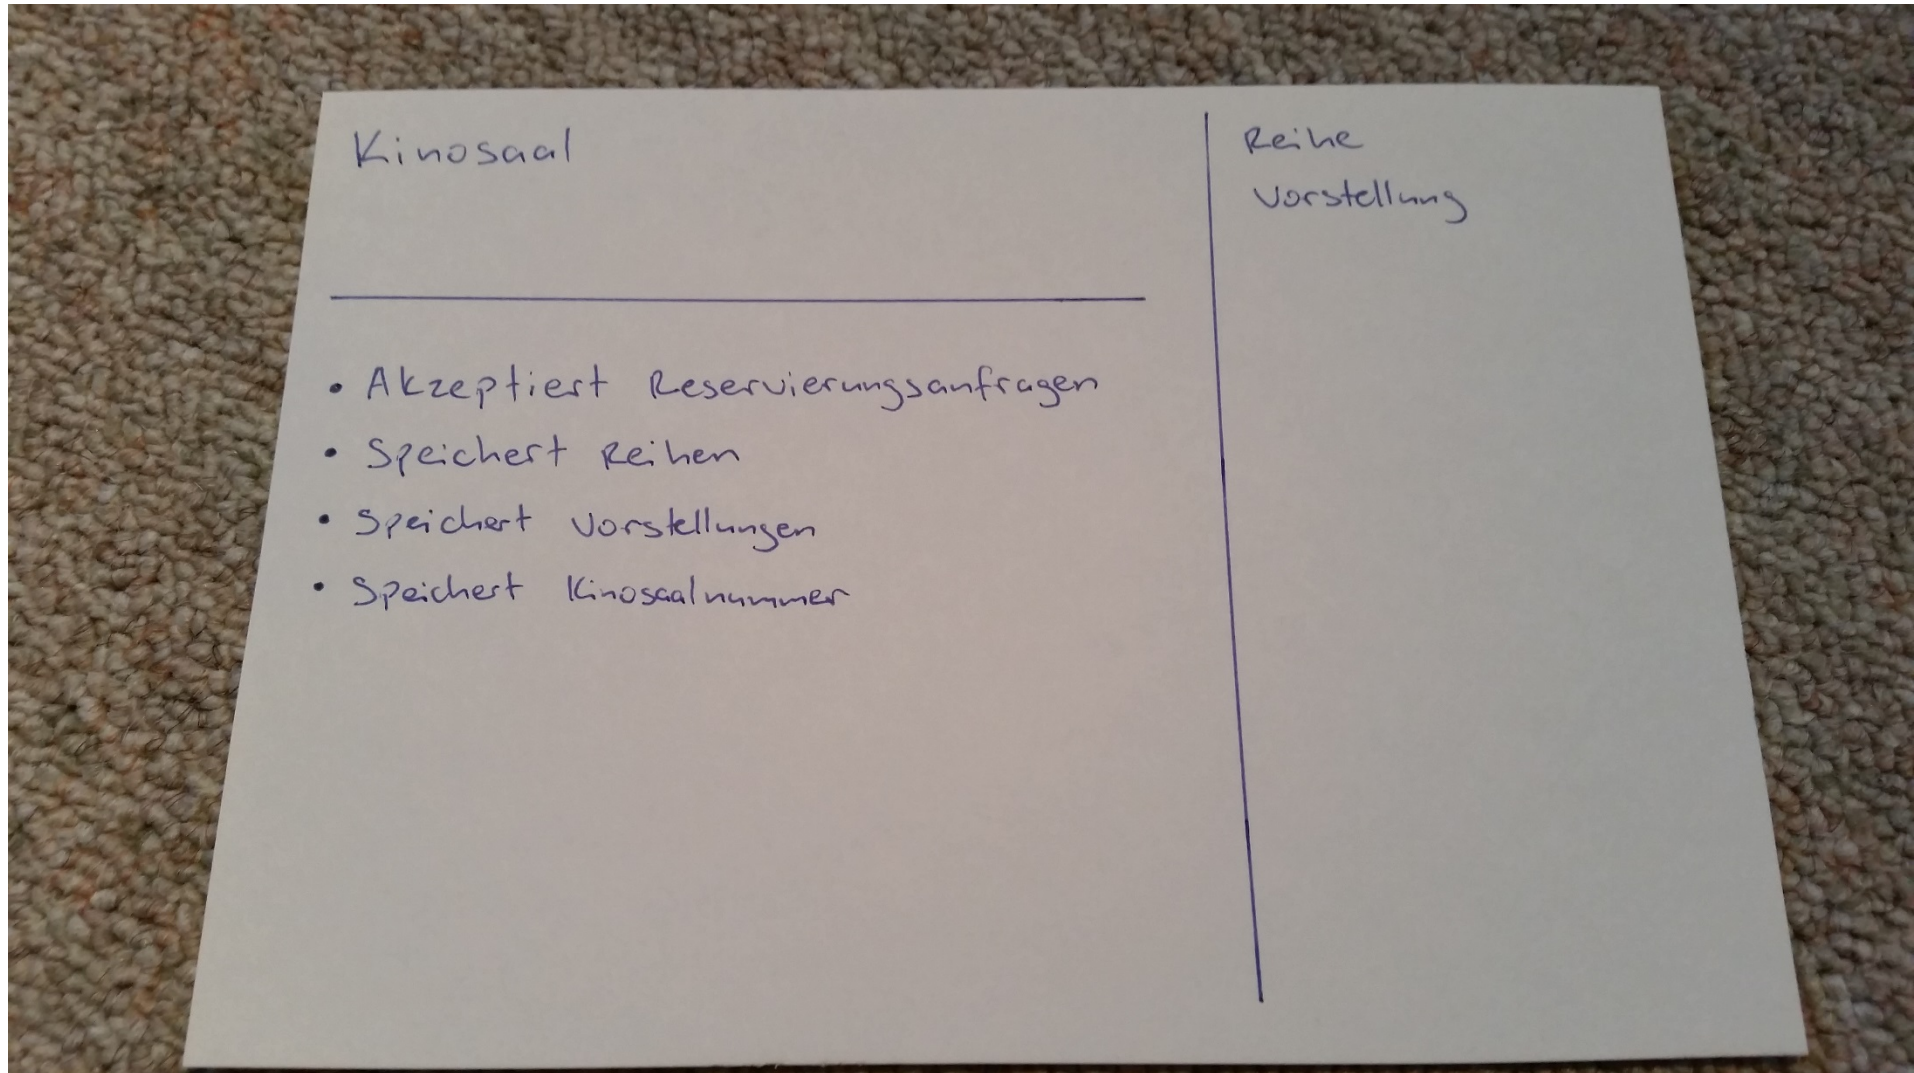 Kinosaal
• Akzeptiert Reservierungsanfragen
• Speichert Reihen
• Speichert Vorstellungen
• Speichert Kinosaalnummer
Reihe
Vorstellung